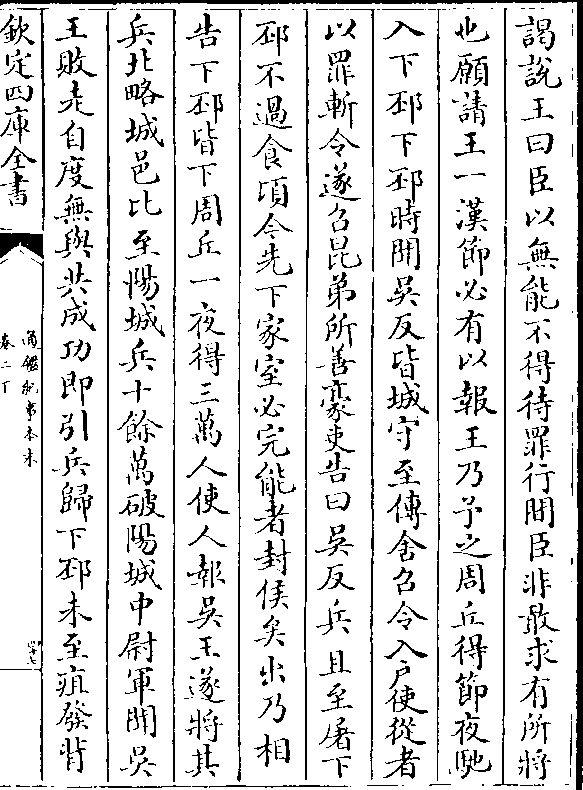 謁說王曰臣以無能不得待罪行間臣非敢求有所將
也願請王一漢節必有以報王乃予之周丘得節夜馳
入下邳下邳時聞吳反皆城守至傳舍召令入戶使從者
以罪斬令遂召昆弟所善豪吏告曰吳反兵且至屠下
邳不過食頃今先下家室必完能者封侯矣出乃相
告下邳皆下周丘一夜得三萬人使人報吳王遂將其
兵北略城邑比至陽城兵十餘萬破陽城中尉軍聞吳
王敗走自度無與共成功即引兵歸下邳未至疽發背
欽定四庫全書
通鑑紀事本末
卷二下
四十七